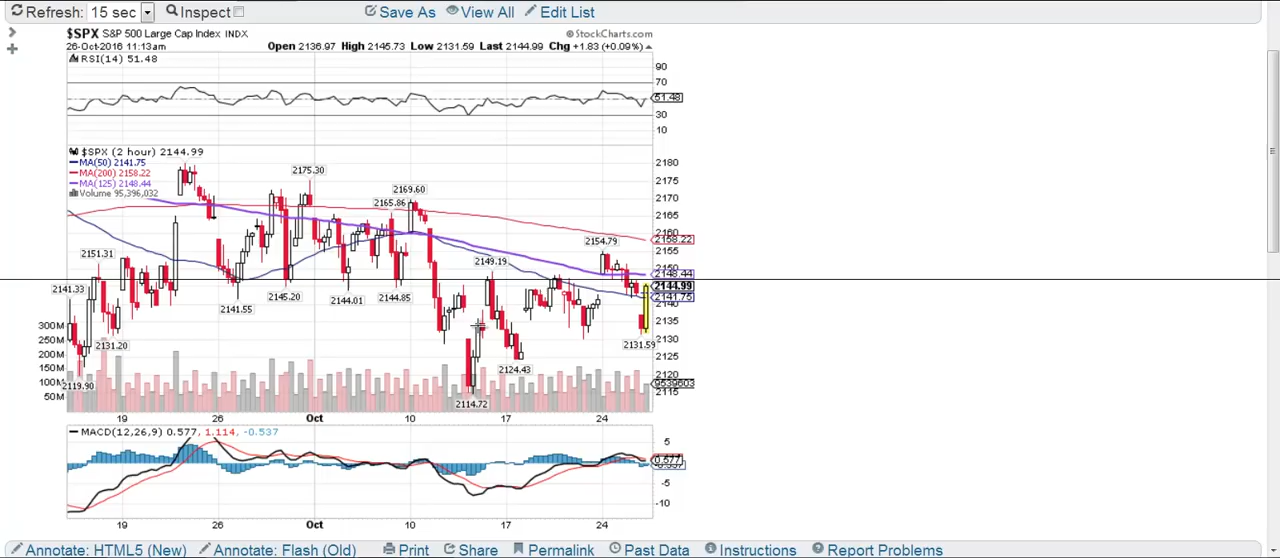 Refresh: 15 sec Inspect Save As View All Edit List
$SPX S&P 500 Large Cap Index INDX © StockCharts.com
26-Oct-2016 11:13am Open 2136.97 High 2145.73 Low 2131.59 Last 2144.99 Chg +1.83 (+0.09%)
RSI(14) 51.48
90
70
51.48
30
10
$SPX (2 hour) 2144.99
MA(50) 2141.75
MA(200) 2158.22
MA(125) 2148.44
Volume 95,396,032
2180
2175
2170
2165
2158.22
2155
2150
2148.44
2144.99
2141.75
2140
2135
2130
2125
2120
9539603
2115
2175.30
2169.60
2165.86
2154.79
2151.31
2149.19
2141.33
2145.20
2144.01
2144.85
2141.55
2131.20
2131.59
2124.43
2119.90
2114.72
300M
250M
200M
150M
100M
50M
19 26 Oct 10 17 24
MACD(12,26,9) 0.577, 1.114, -0.537
5
0.577
-5
-10
19 26 Oct 10 17 24
Annotate: HTML5 (New) Annotate: Flash (Old) Print Share Permalink Past Data Instructions Report Problems